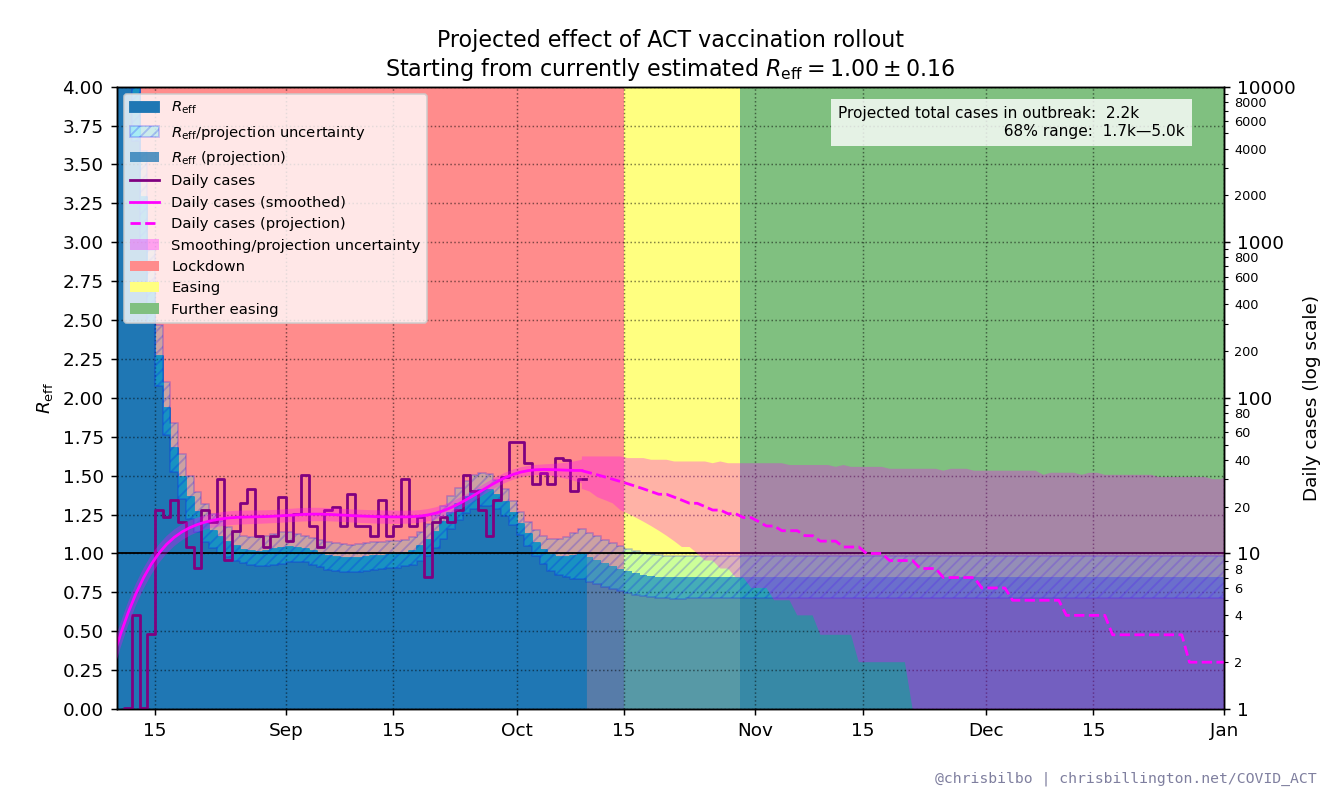 Projected effect of ACT vaccination rollout
Starting from currently estimated R_eff = 1.00 ± 0.16
4.00
3.75
3.50
3.25
3.00
2.75
2.50
2.25
2.00
1.75
1.50
1.25
1.00
0.75
0.50
0.25
0.00
R_eff
R_eff
R_eff/projection uncertainty
R_eff (projection)
Daily cases
Daily cases (smoothed)
Daily cases (projection)
Smoothing/projection uncertainty
Lockdown
Easing
Further easing
Projected total cases in outbreak: 2.2k
68% range: 1.7k—5.0k
10000
8000
6000
4000
2000
1000
800
600
400
200
100
80
60
40
20
10
8
6
4
2
1
Daily cases (log scale)
15 Sep 15 Oct 15 Nov 15 Dec 15 Jan
@chrisbilbo | chrisbillington.net/COVID_ACT